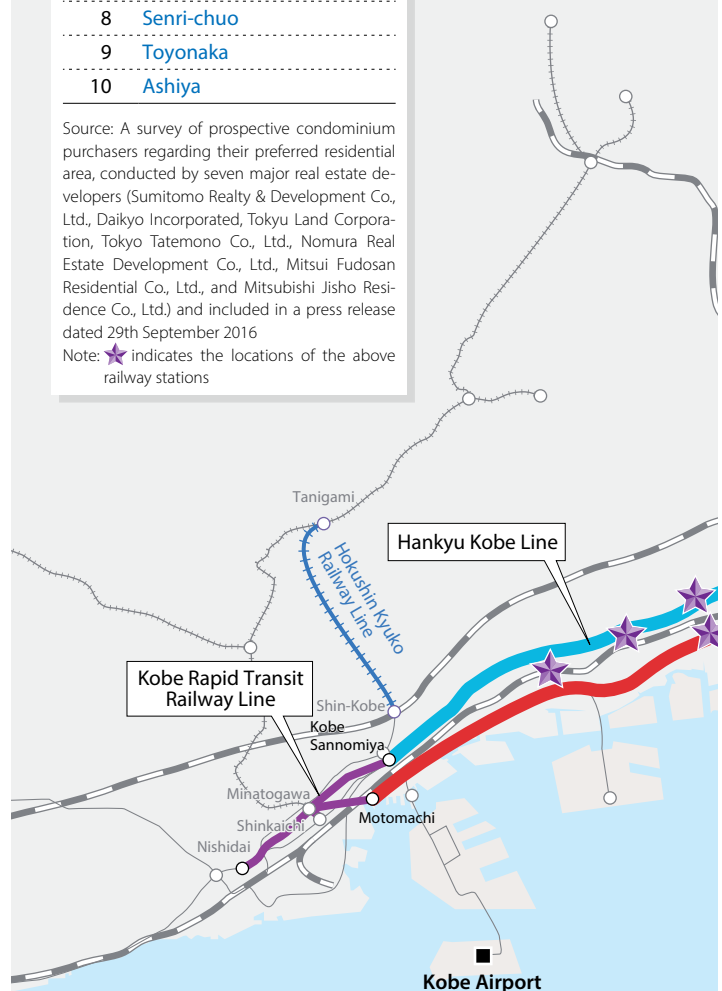 8 Senri-chuo
9 Toyonaka
10 Ashiya
Source: A survey of prospective condominium
purchasers regarding their preferred residential
area, conducted by seven major real estate de-
velopers (Sumitomo Realty & Development Co.,
Ltd., Daikyo Incorporated, Tokyu Land Corpora-
tion, Tokyo Tatemono Co., Ltd., Nomura Real
Estate Development Co., Ltd., Mitsui Fudosan
Residential Co., Ltd., and Mitsubishi Jisho Resi-
dence Co., Ltd.) and included in a press release
dated 29th September 2016
Note: indicates the locations of the above
railway stations
Tanigami
Hankyu Kobe Line
Hokushin Kyuko
Railway Line
Kobe Rapid Transit
Railway Line
Shin-Kobe
Kobe
Sannomiya
Minatogawa
Motomachi
Shinkaichi
Nishidai
Kobe Airport